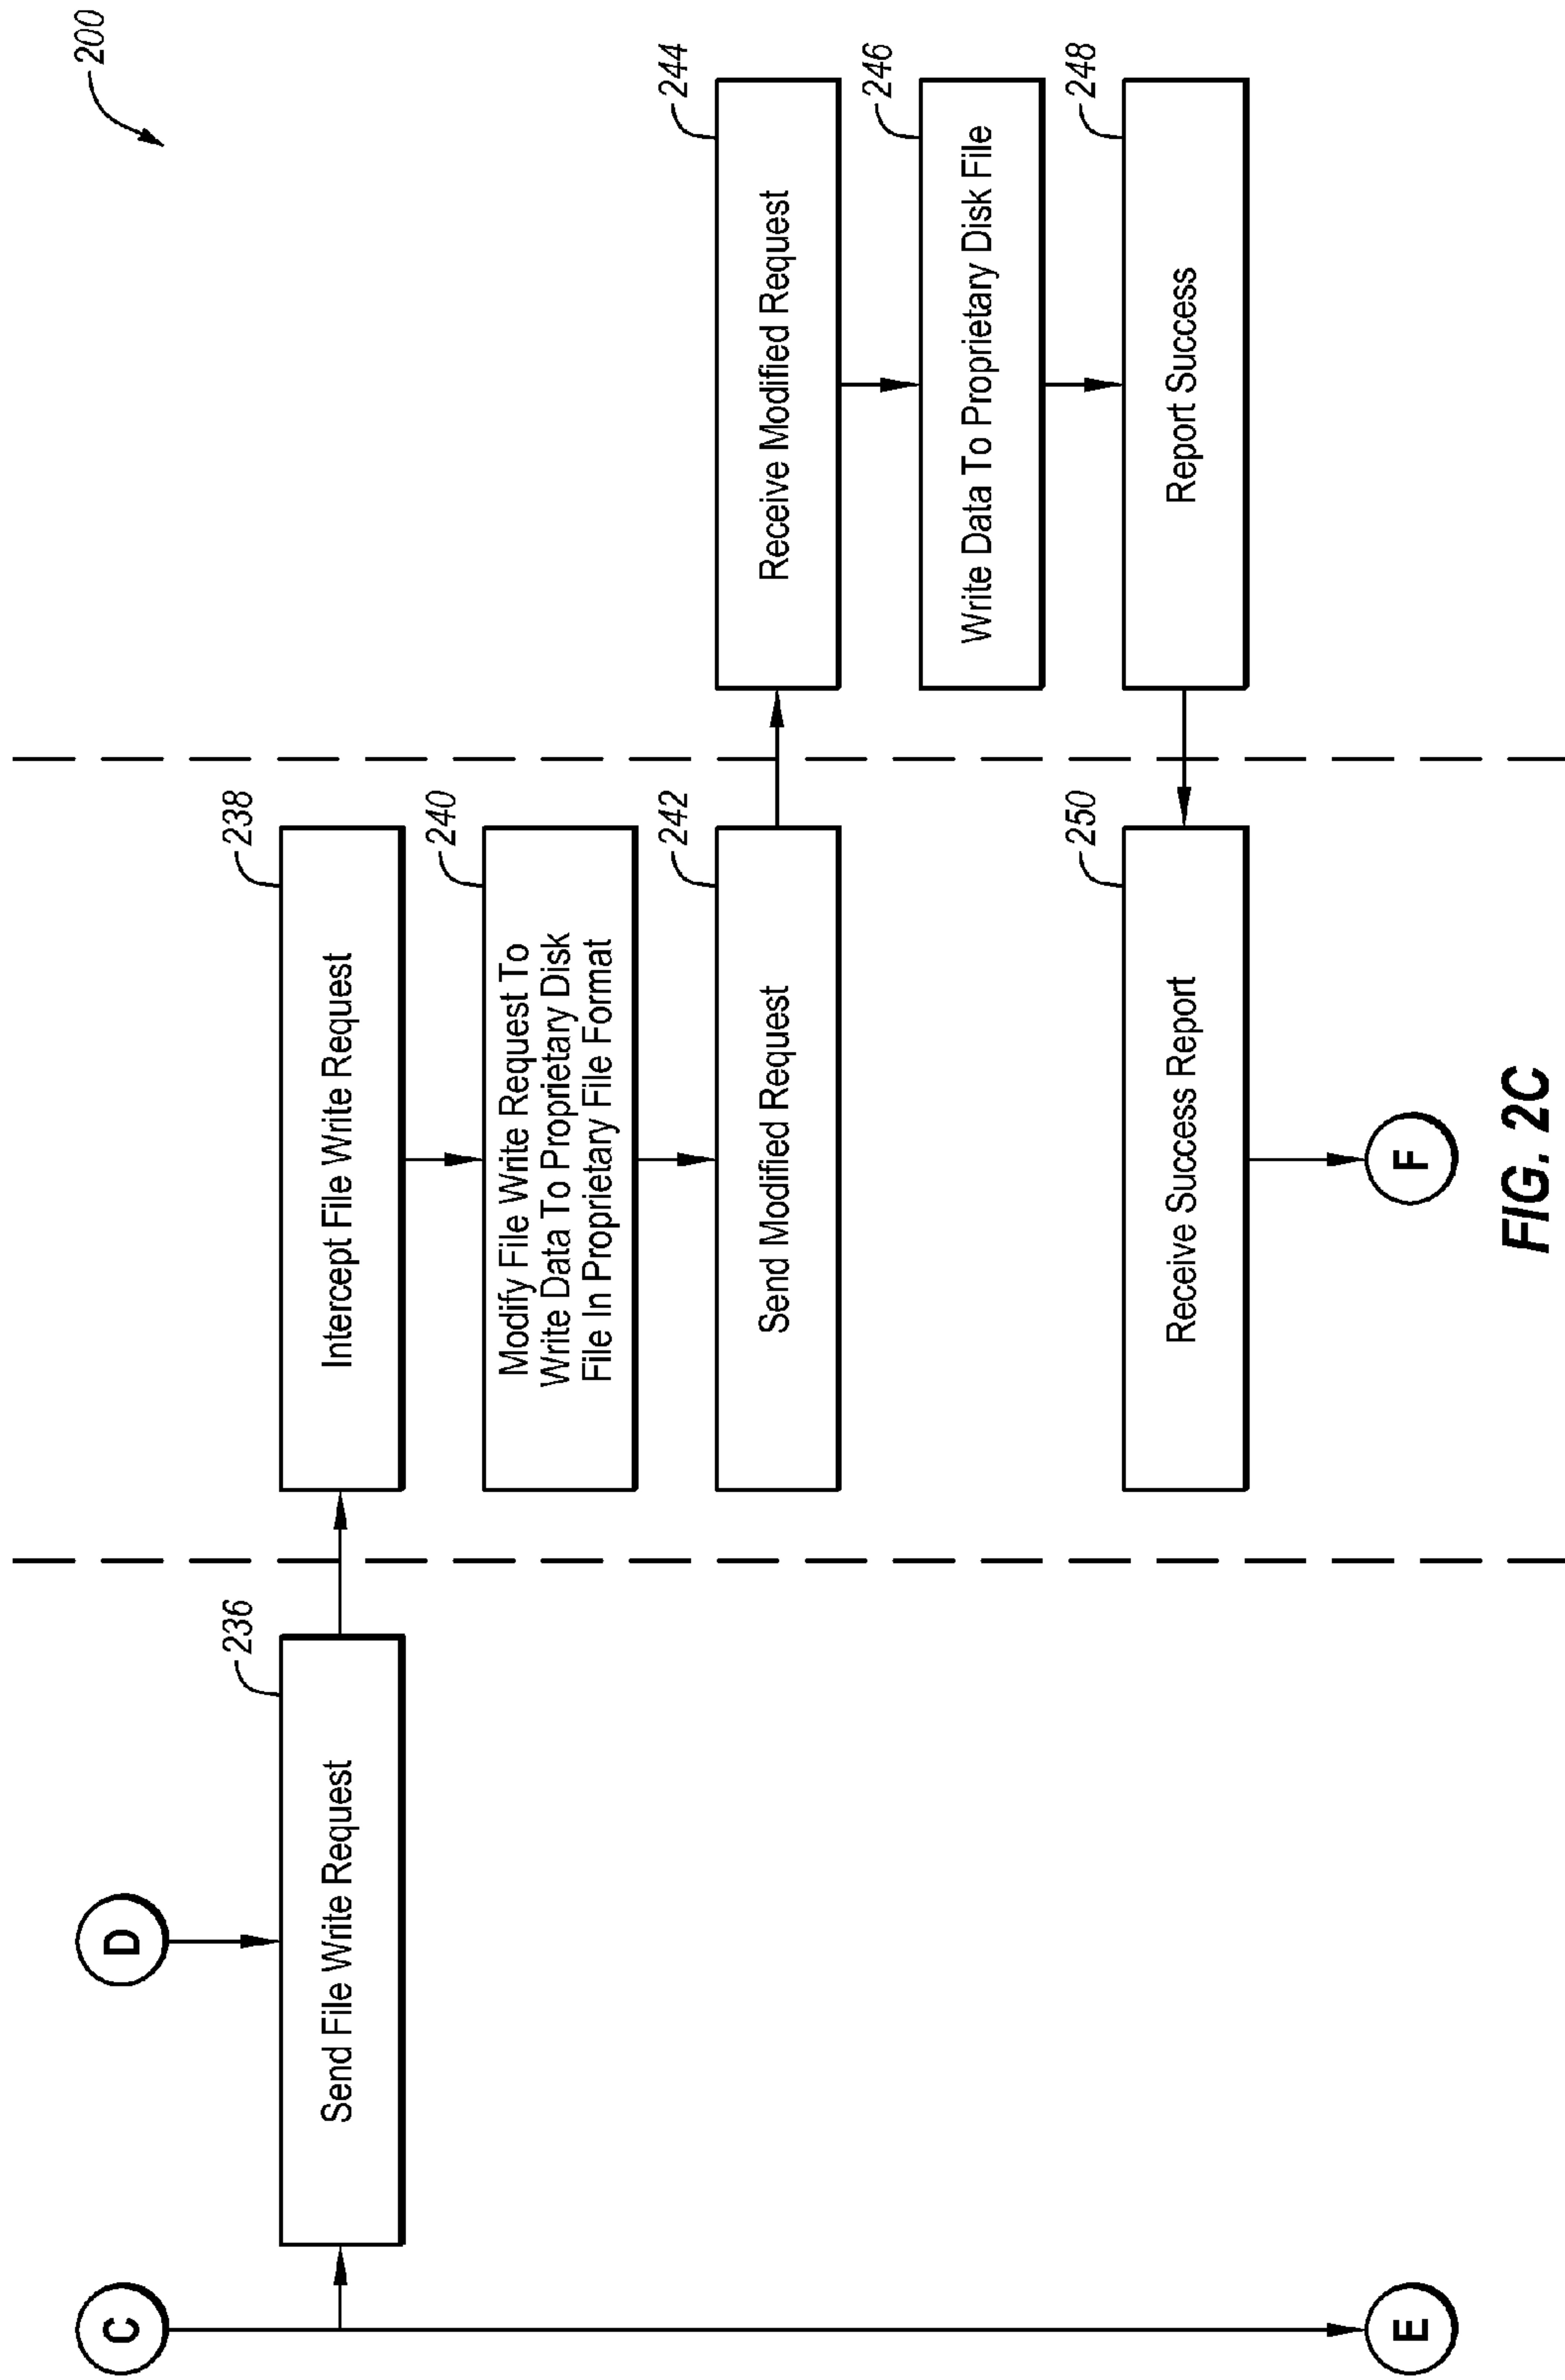 200
C
D
236
Send File Write Request
238
Intercept File Write Request
240
Modify File Write Request To
Write Data To Proprietary Disk
File In Proprietary File Format
242
Send Modified Request
244
Receive Modified Request
246
Write Data To Proprietary Disk File
248
Report Success
250
Receive Success Report
E
F
FIG. 2C